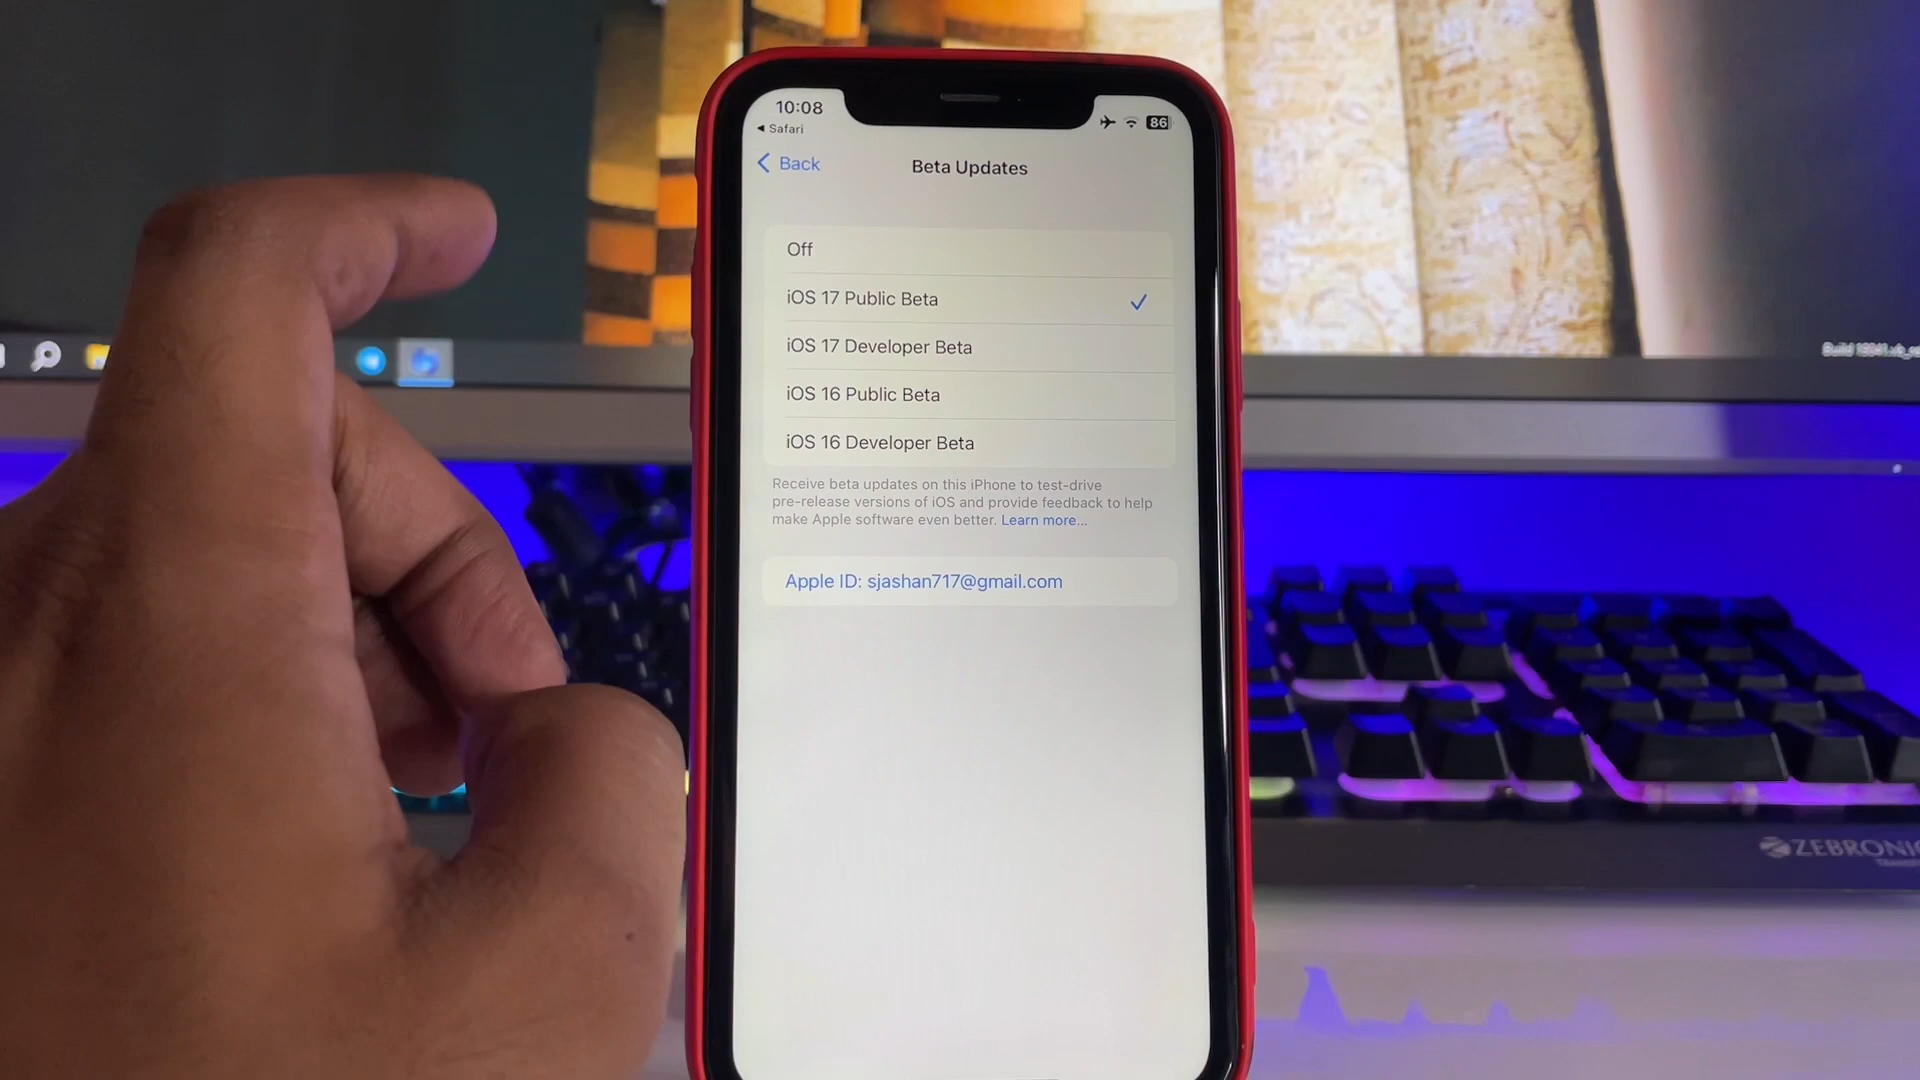 10:08
Safari
86
Back
Beta Updates
Off
iOS 17 Public Beta
iOS 17 Developer Beta
iOS 16 Public Beta
iOS 16 Developer Beta
Receive beta updates on this iPhone to test-drive
pre-release versions of iOS and provide feedback to help
make Apple software even better. Learn more...
Apple ID: sjashan717@gmail.com
Build
ZEBRONIC